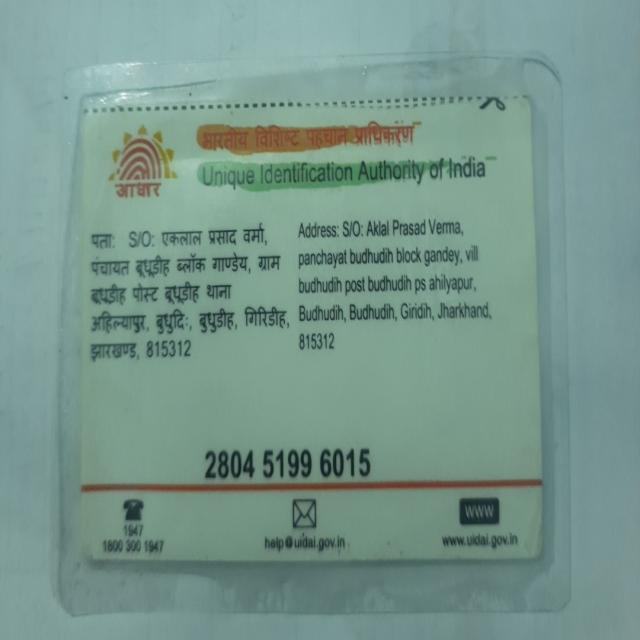 भारतीय विशिष्ट पहचान प्राधिकरण
Unique Identification Authority of India
आधार
पता: S/O: एकलाल प्रसाद वर्मा,
पंचायत बूधूडीह ब्लॉक गाण्डेय, ग्राम
बूधूडीह पोस्ट बूधूडीह थाना
अहिल्यापुर, बुधुदि:, बुधुडीह, गिरिडीह,
झारखण्ड, 815312
Address: S/O: Aklal Prasad Verma,
panchayat budhudih block gandey, vill
budhudih post budhudih ps ahilyapur,
Budhudih, Budhudih, Giridih, Jharkhand,
815312
2804 5199 6015
1947
1800 300 1947
help@uidai.gov.in
WWW
www.uidai.gov.in